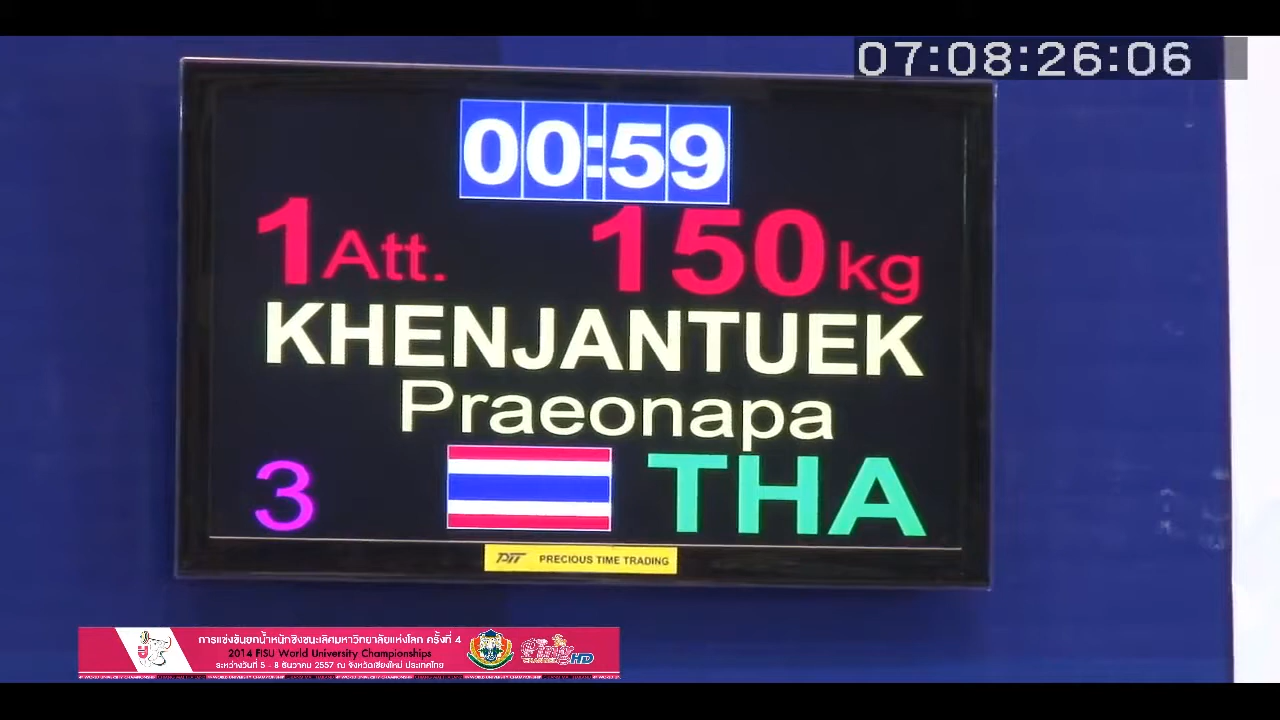 07:08:26:06
00:59
1 Att. 150 kg
KHENJANTUEK
Praeonapa
3 THA
PTT PRECIOUS TIME TRADING
การแข่งขันยกน้ำหนักชิงชนะเลิศมหาวิทยาลัยแห่งโลก ครั้งที่ 4
2014 FISU World University Championships
ระหว่างวันที่ 5 - 8 ธันวาคม 2557 ณ จังหวัดเชียงใหม่ ประเทศไทย
HD